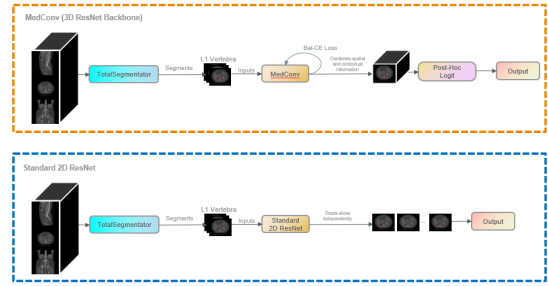 MedConv (3D ResNet Backbone)
Bal-CE Loss
TotalSegmentator
Segments
L1 Vertebra
Inputs
MedConv
Combines spatial
and contextual
information
Post-Hoc
Logit
Output
Standard 2D ResNet
TotalSegmentator
Segments
L1 Vertebra
Inputs
Standard
2D ResNet
Treats slices
independently
...
Output